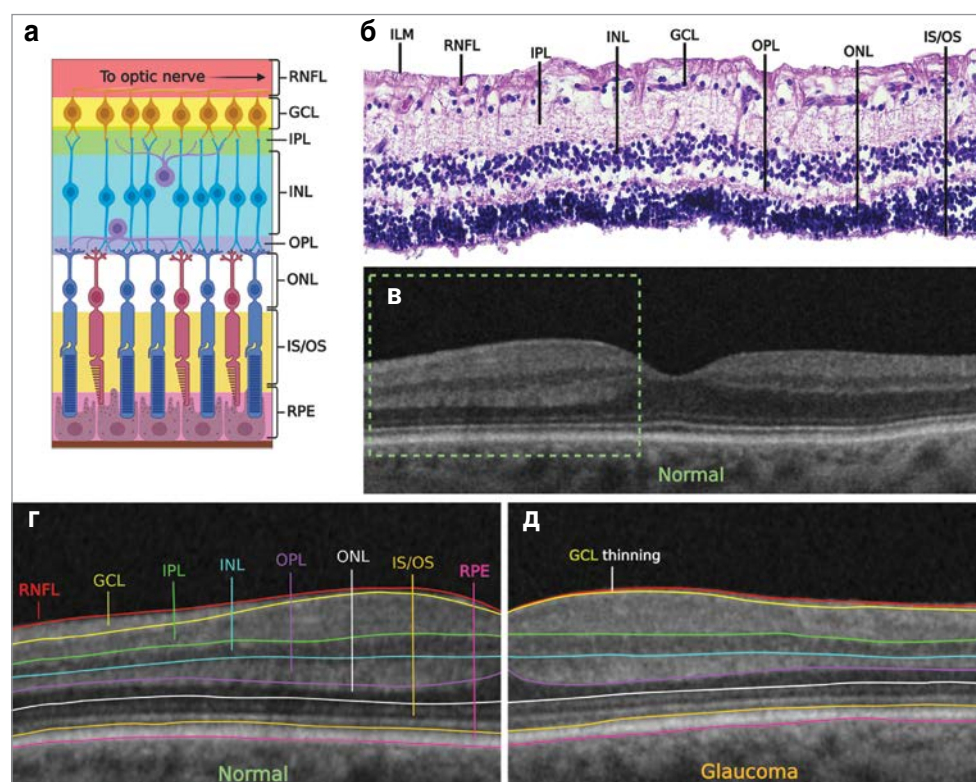 а
To optic nerve
RNFL
GCL
IPL
INL
OPL
ONL
IS/OS
RPE
б
ILM
RNFL
IPL
INL
GCL
OPL
ONL
IS/OS
в
Normal
г
RNFL
GCL
IPL
INL
OPL
ONL
IS/OS
RPE
Normal
д
GCL thinning
Glaucoma